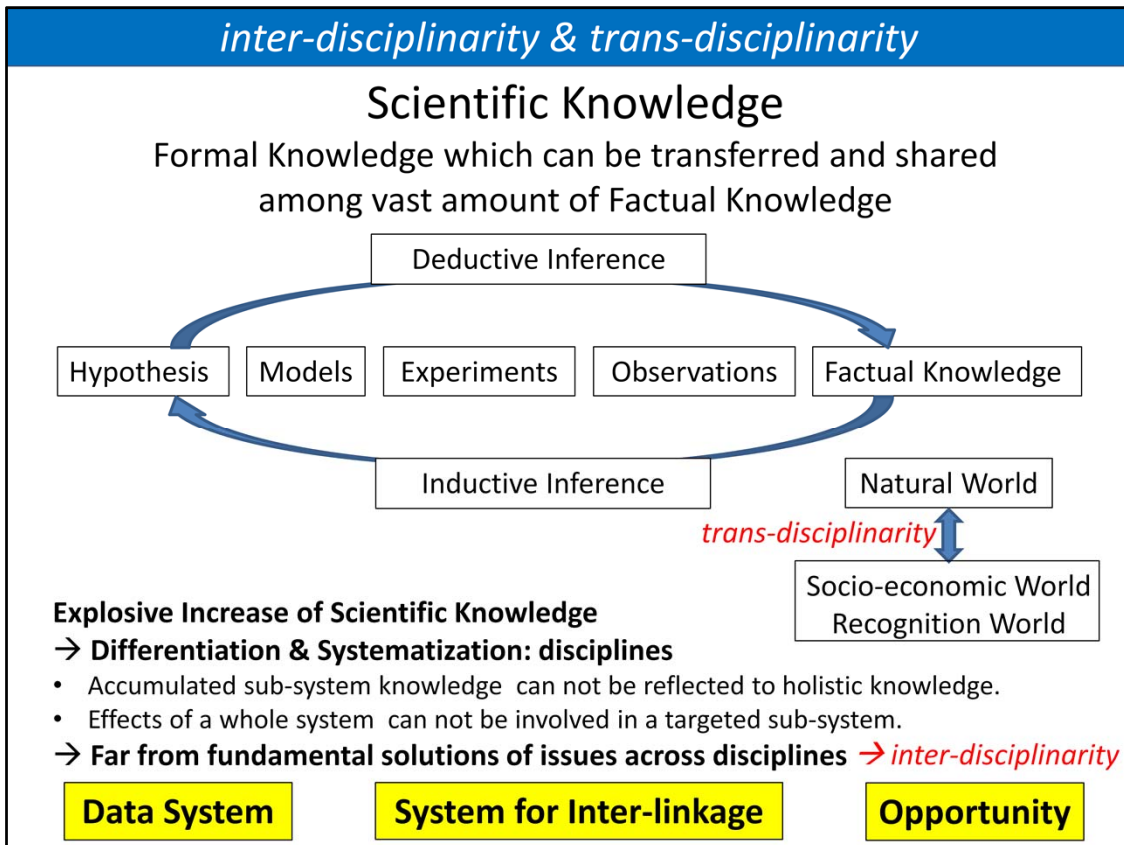 inter-disciplinarity & trans-disciplinarity
Scientific Knowledge
Formal Knowledge which can be transferred and shared
among vast amount of Factual Knowledge
Deductive Inference
Hypothesis
Models
Experiments
Observations
Factual Knowledge
Inductive Inference
Natural World
trans-disciplinarity
Socio-economic World
Recognition World
Explosive Increase of Scientific Knowledge
→ Differentiation & Systematization: disciplines
• Accumulated sub-system knowledge can not be reflected to holistic knowledge.
• Effects of a whole system can not be involved in a targeted sub-system.
→ Far from fundamental solutions of issues across disciplines → inter-disciplinarity
Data System
System for Inter-linkage
Opportunity